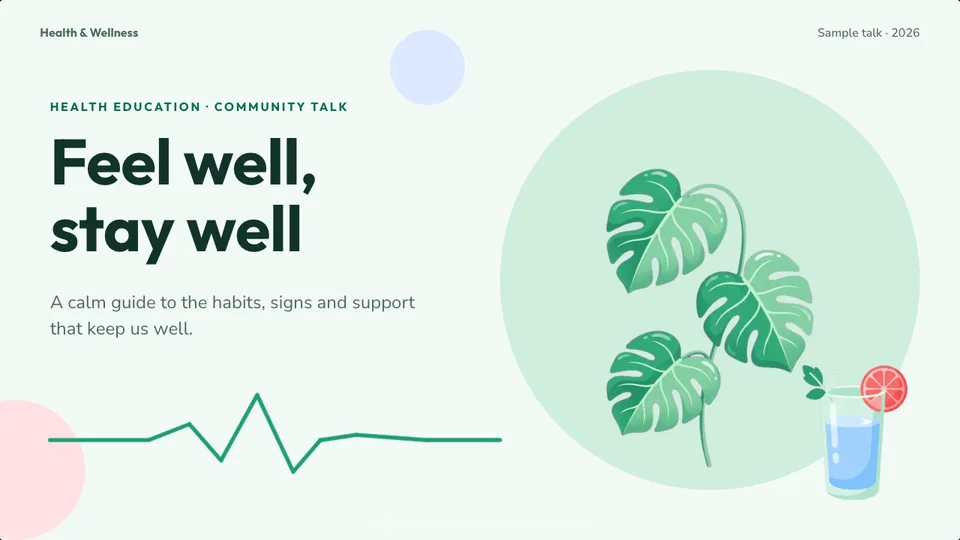 Health & Wellness
Sample talk · 2026
HEALTH EDUCATION · COMMUNITY TALK
Feel well,
stay well
A calm guide to the habits, signs and support
that keep us well.